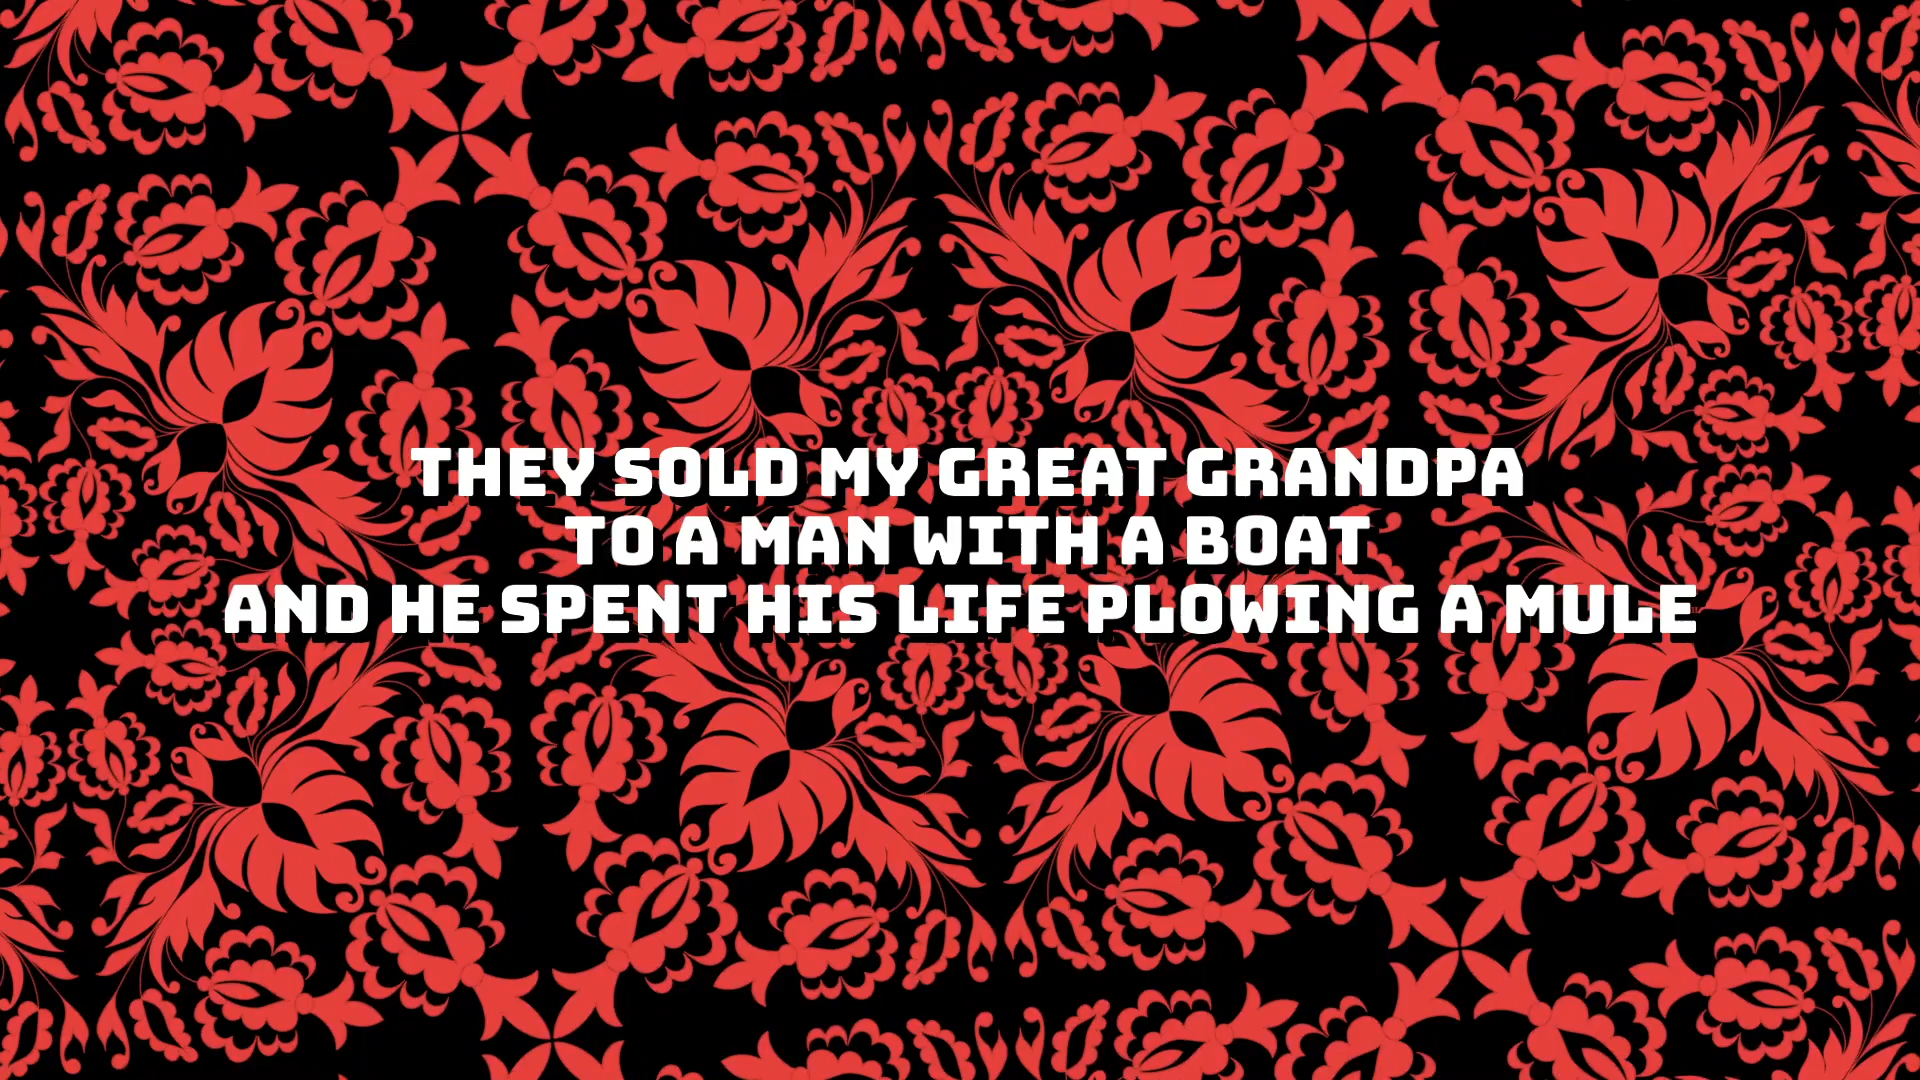 THEY SOLD MY GREAT GRANDPA
TO A MAN WITH A BOAT
AND HE SPENT HIS LIFE PLOWING A MULE